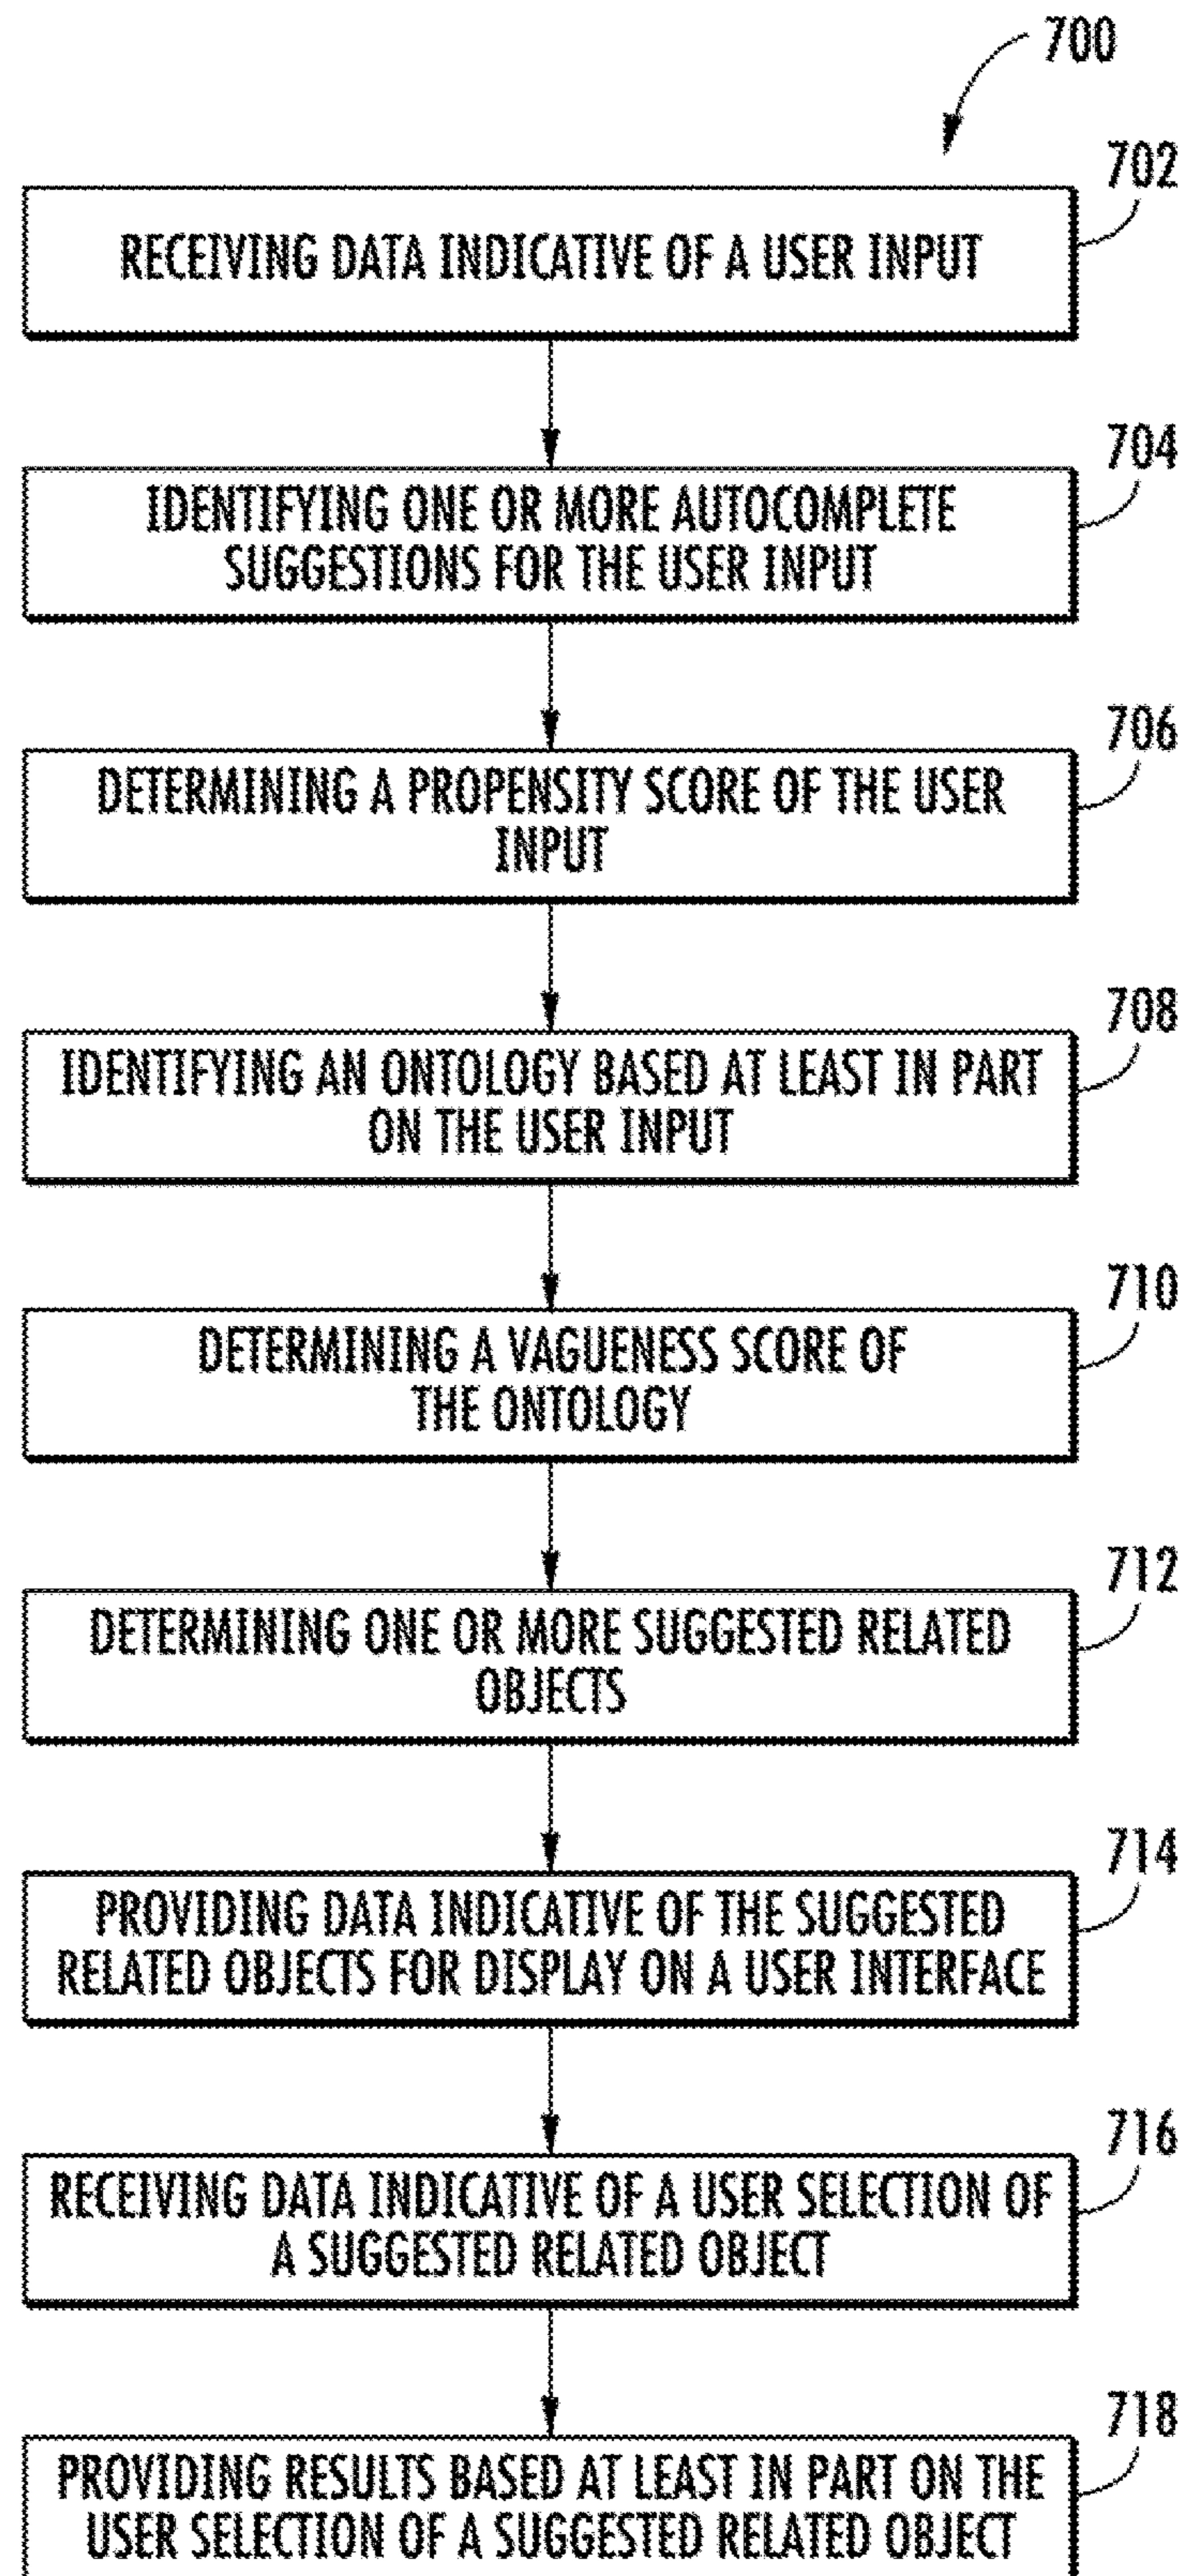 700
702
RECEIVING DATA INDICATIVE OF A USER INPUT
704
IDENTIFYING ONE OR MORE AUTOCOMPLETE
SUGGESTIONS FOR THE USER INPUT
706
DETERMINING A PROPENSITY SCORE OF THE USER
INPUT
708
IDENTIFYING AN ONTOLOGY BASED AT LEAST IN PART
ON THE USER INPUT
710
DETERMINING A VAGUENESS SCORE OF
THE ONTOLOGY
712
DETERMINING ONE OR MORE SUGGESTED RELATED
OBJECTS
714
PROVIDING DATA INDICATIVE OF THE SUGGESTED
RELATED OBJECTS FOR DISPLAY ON A USER INTERFACE
716
RECEIVING DATA INDICATIVE OF A USER SELECTION OF
A SUGGESTED RELATED OBJECT
718
PROVIDING RESULTS BASED AT LEAST IN PART ON THE
USER SELECTION OF A SUGGESTED RELATED OBJECT